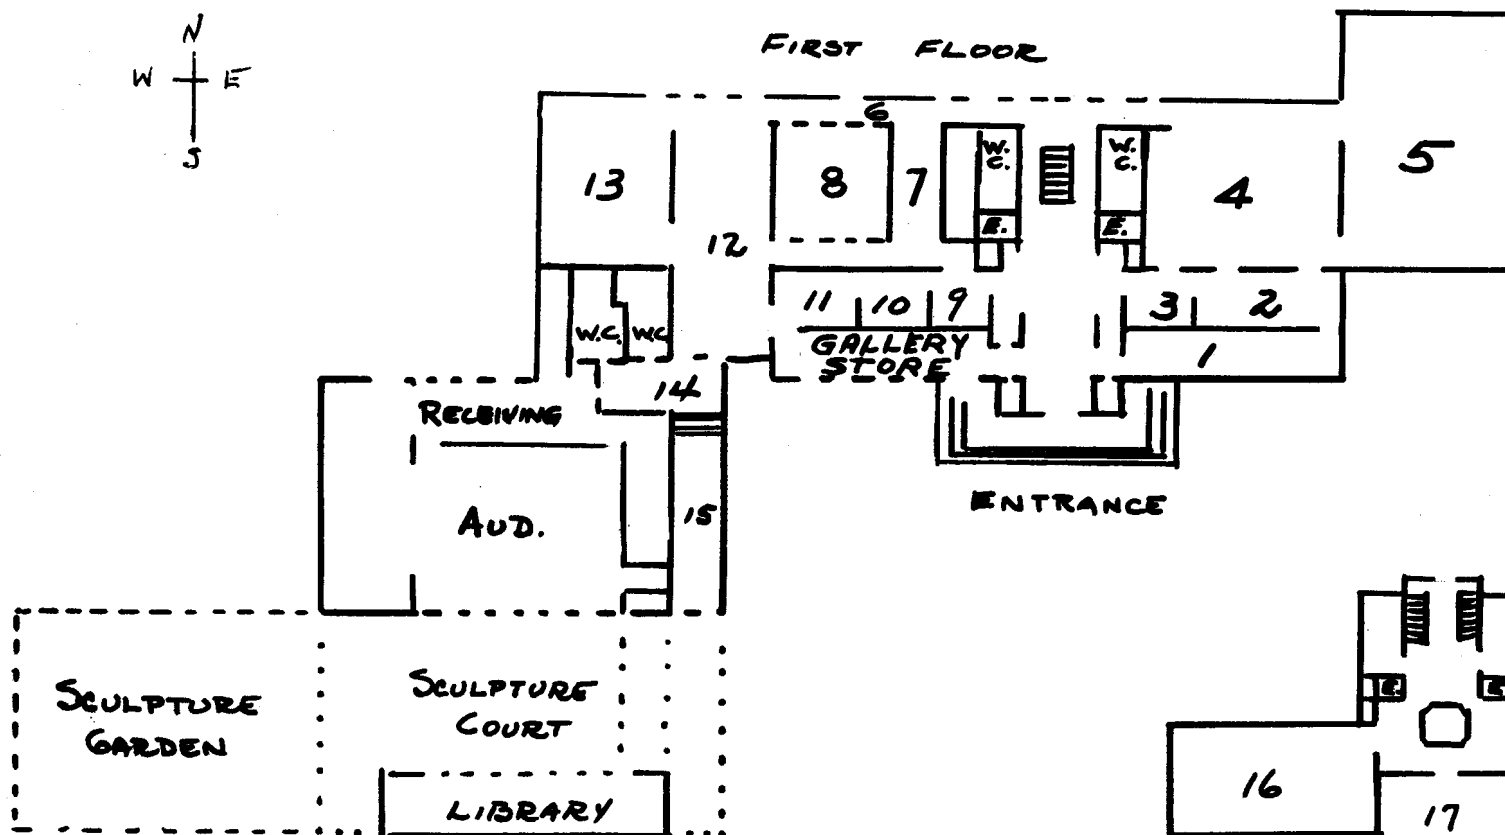 N
W E
S
FIRST FLOOR
6
13
8
7
W.
C.
W.
C.
4
5
E.
E.
12
11
10
9
3
2
W.C.
W.C
GALLERY
STORE
1
14
RECEIVING
ENTRANCE
AUD.
15
SCULPTURE
GARDEN
SCULPTURE
COURT
E.
E
16
17
LIBRARY